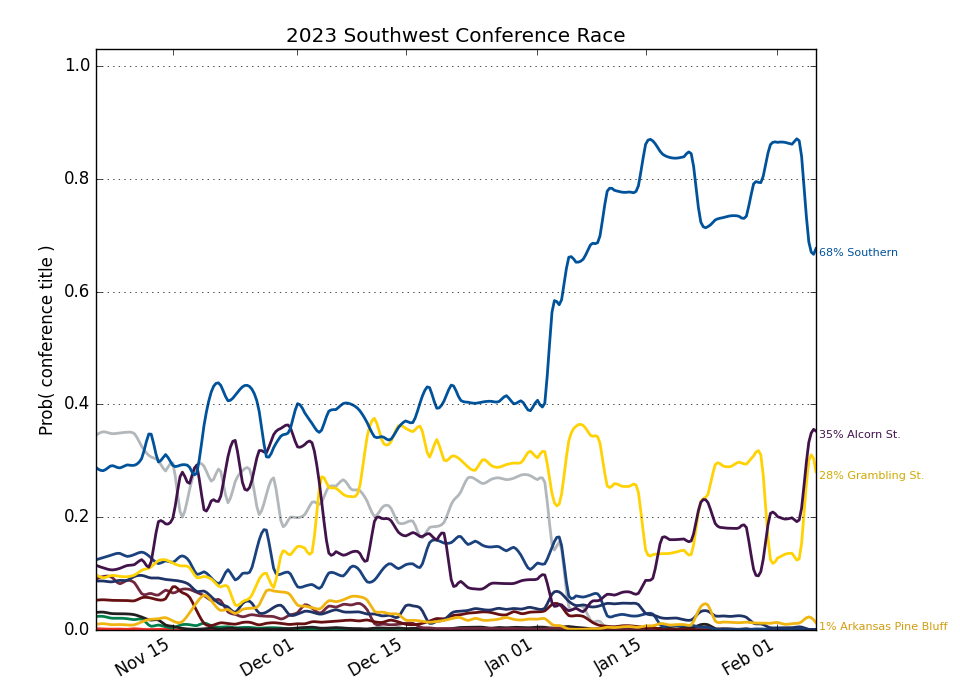 2023 Southwest Conference Race
1.0
0.8
0.6
0.4
0.2
0.0
Prob( conference title )
68% Southern
35% Alcorn St.
28% Grambling St.
1% Arkansas Pine Bluff
Nov 15
Dec 01
Dec 15
Jan 01
Jan 15
Feb 01